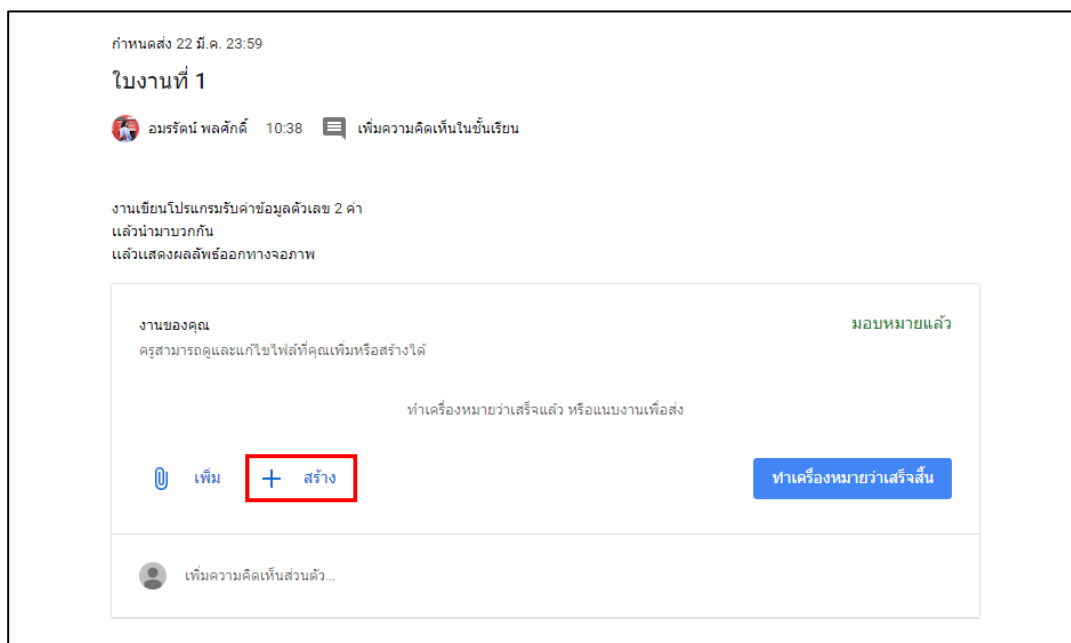 กำหนดส่ง 22 มี.ค. 23:59
ใบงานที่ 1
อมรรัตน์ พลศักดิ์ 10:38 เพิ่มความคิดเห็นในชั้นเรียน
งานเขียนโปรแกรมรับค่าข้อมูลตัวเลข 2 ค่า
แล้วนำมาบวกกัน
แล้วแสดงผลลัพธ์ออกทางจอภาพ
งานของคุณ มอบหมายแล้ว
ครูสามารถดูและแก้ไขไฟล์ที่คุณเพิ่มหรือสร้างได้
ทำเครื่องหมายว่าเสร็จแล้ว หรือแนบงานเพื่อส่ง
เพิ่ม + สร้าง ทำเครื่องหมายว่าเสร็จสิ้น
เพิ่มความคิดเห็นส่วนตัว...